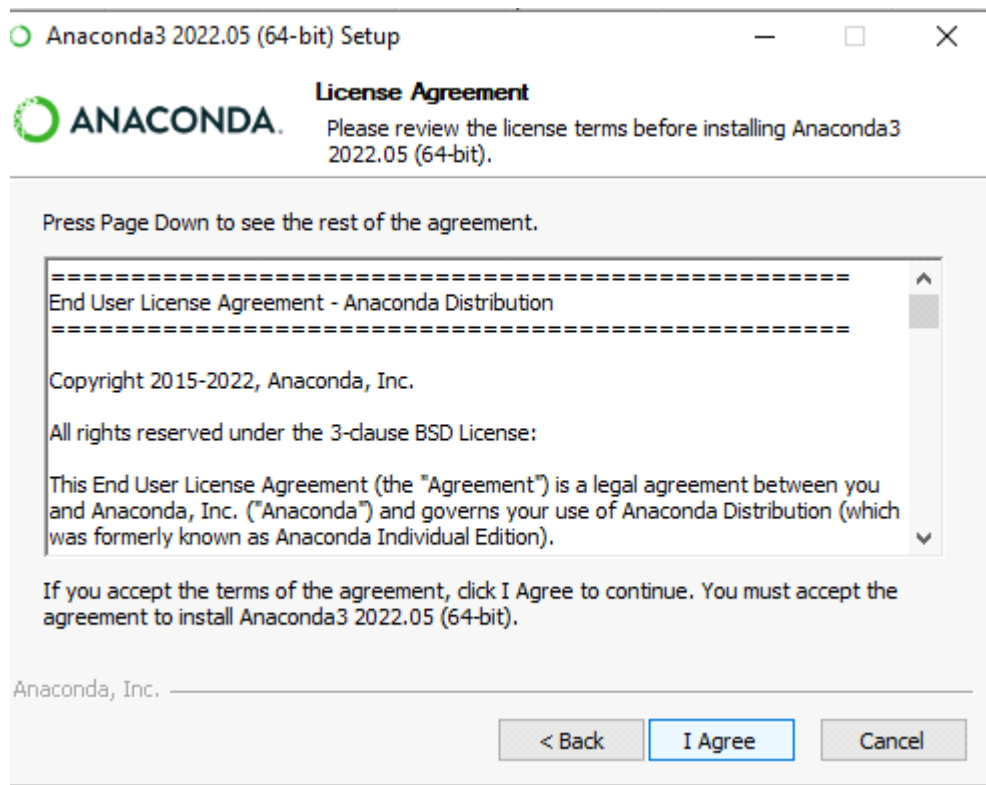 Anaconda3 2022.05 (64-bit) Setup
ANACONDA.
License Agreement
Please review the license terms before installing Anaconda3
2022.05 (64-bit).
Press Page Down to see the rest of the agreement.
==================================================
End User License Agreement - Anaconda Distribution
==================================================
Copyright 2015-2022, Anaconda, Inc.
All rights reserved under the 3-clause BSD License:
This End User License Agreement (the "Agreement") is a legal agreement between you
and Anaconda, Inc. ("Anaconda") and governs your use of Anaconda Distribution (which
was formerly known as Anaconda Individual Edition).
If you accept the terms of the agreement, click I Agree to continue. You must accept the
agreement to install Anaconda3 2022.05 (64-bit).
Anaconda, Inc.
< Back
I Agree
Cancel